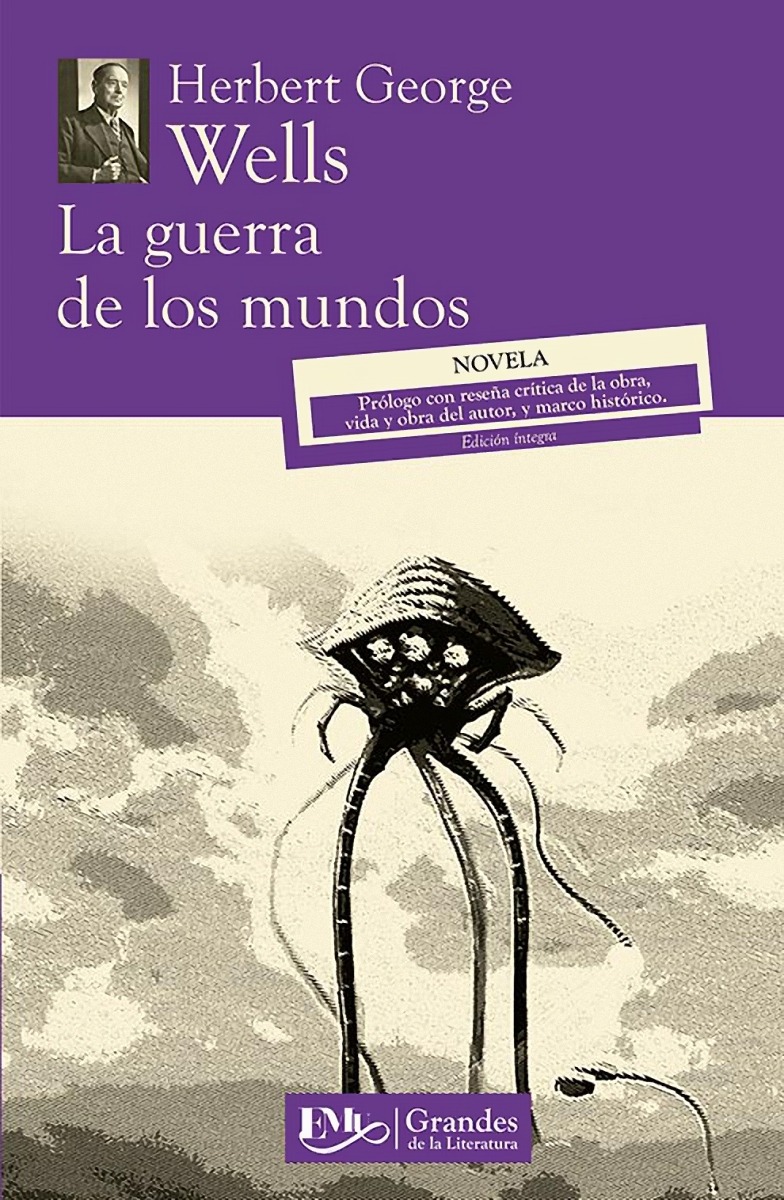 Herbert George
Wells
La guerra
de los mundos
NOVELA
Prólogo con reseña crítica de la obra,
vida y obra del autor, y marco histórico.
Edición íntegra
EMU
Grandes
de la Literatura